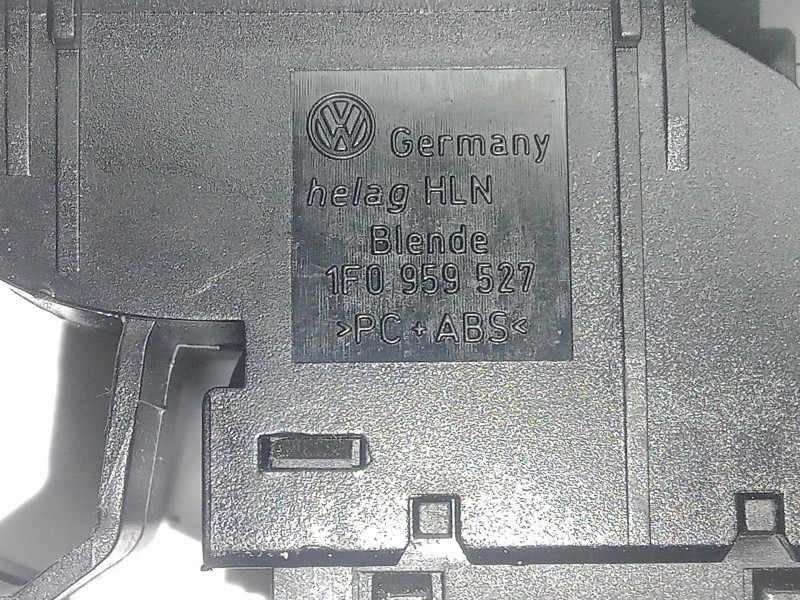 Germany
helag HLN
Blende
1F0 959 527
>PC+ABS<